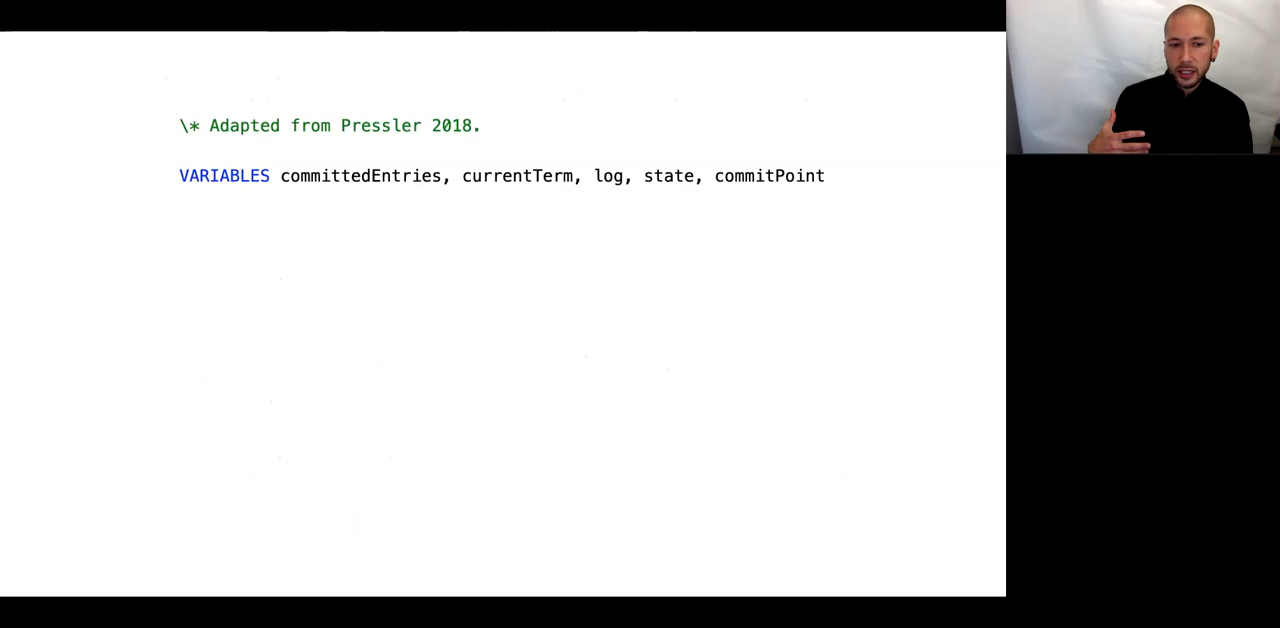 \* Adapted from Pressler 2018.
VARIABLES committedEntries, currentTerm, log, state, commitPoint